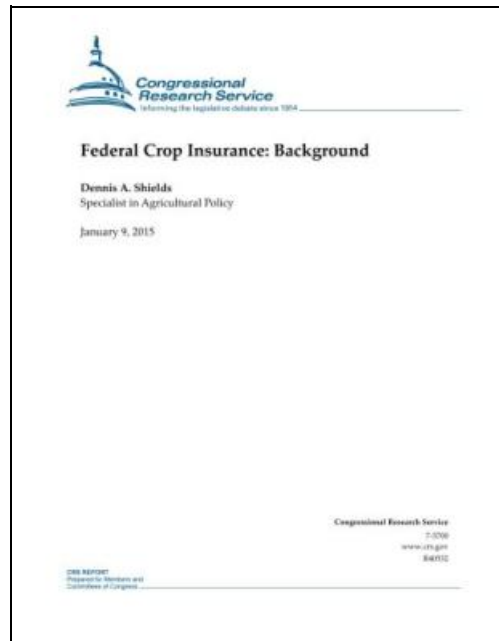 Congressional
Research Service
Informing the legislative debate since 1914
Federal Crop Insurance: Background
Dennis A. Shields
Specialist in Agricultural Policy
January 9, 2015
Congressional Research Service
7-5700
www.crs.gov
R40532
CRS REPORT
Prepared for Members and
Committees of Congress